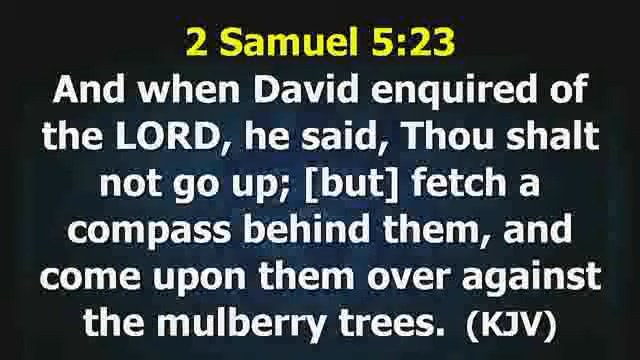 2 Samuel 5:23
And when David enquired of
the LORD, he said, Thou shalt
not go up; [but] fetch a
compass behind them, and
come upon them over against
the mulberry trees. (KJV)